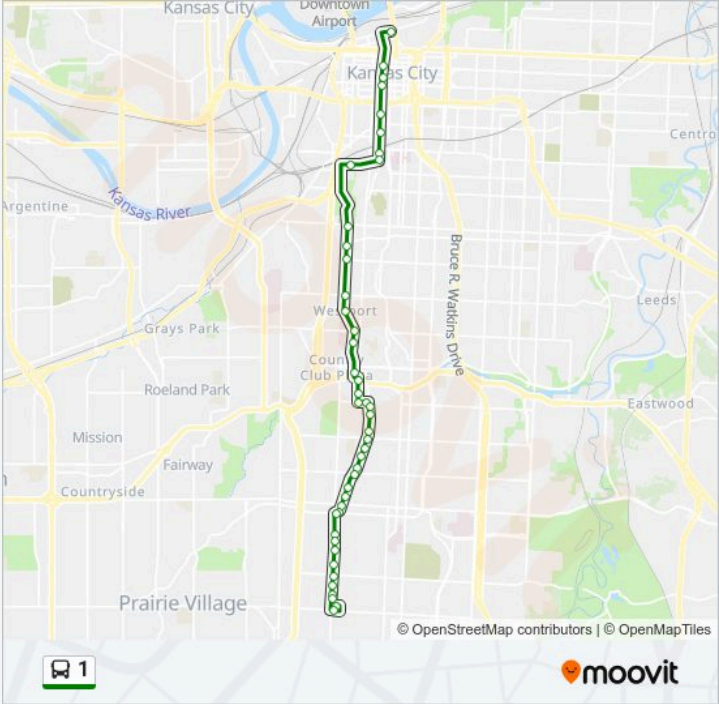 Kansas City
Downtown
Airport
Kansas City
Centro
Kansas River
Argentine
Bruce R. Watkins Drive
Westport
Leeds
Grays Park
Country
Club Plaza
Roeland Park
Eastwood
Mission
Fairway
Countryside
Prairie Village
© OpenStreetMap contributors | © OpenMapTiles
1
moovit